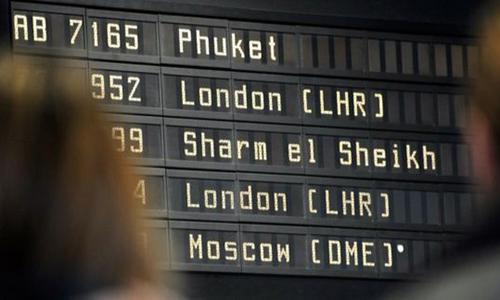 AB 7165 Phuket
952 London (LHR)
99 Sharm el Sheikh
4 London (LHR)
Moscow (DME)